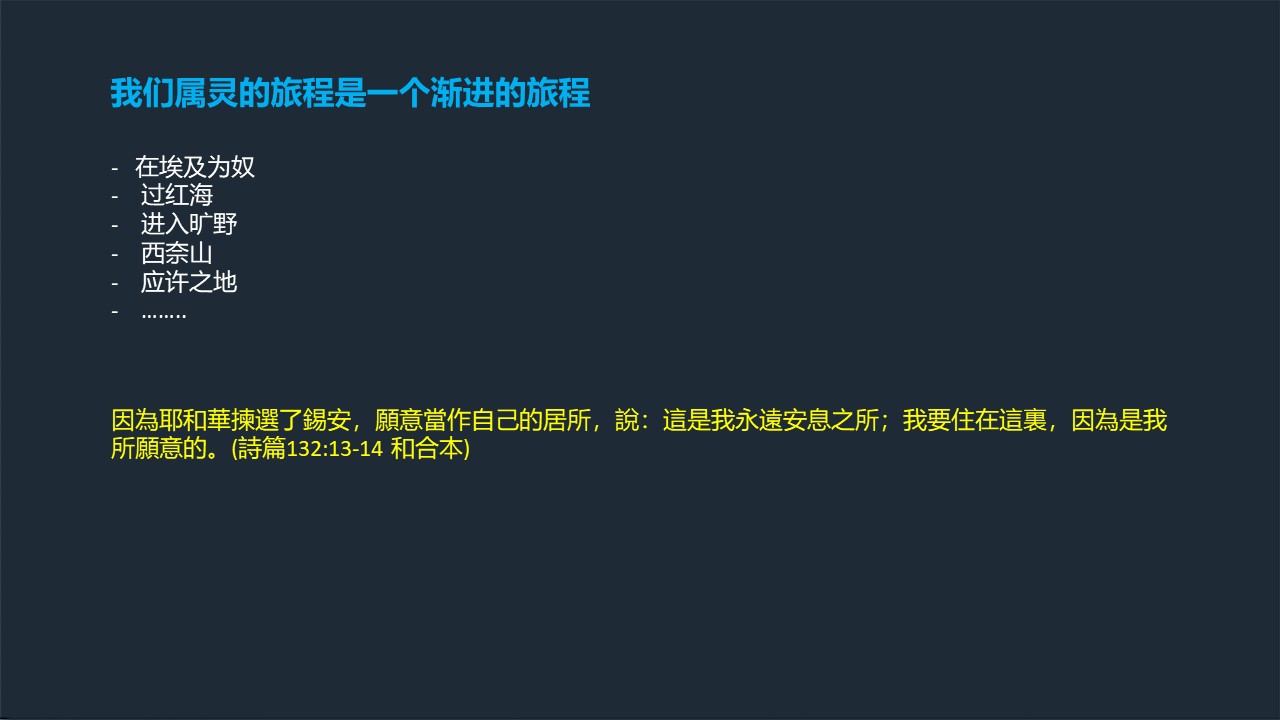 我们属灵的旅程是一个渐进的旅程
- 在埃及为奴
- 过红海
- 进入旷野
- 西奈山
- 应许之地
- ........
因為耶和華揀選了錫安，願意當作自己的居所，說：這是我永遠安息之所；我要住在這裏，因為是我
所願意的。(詩篇132:13-14 和合本)